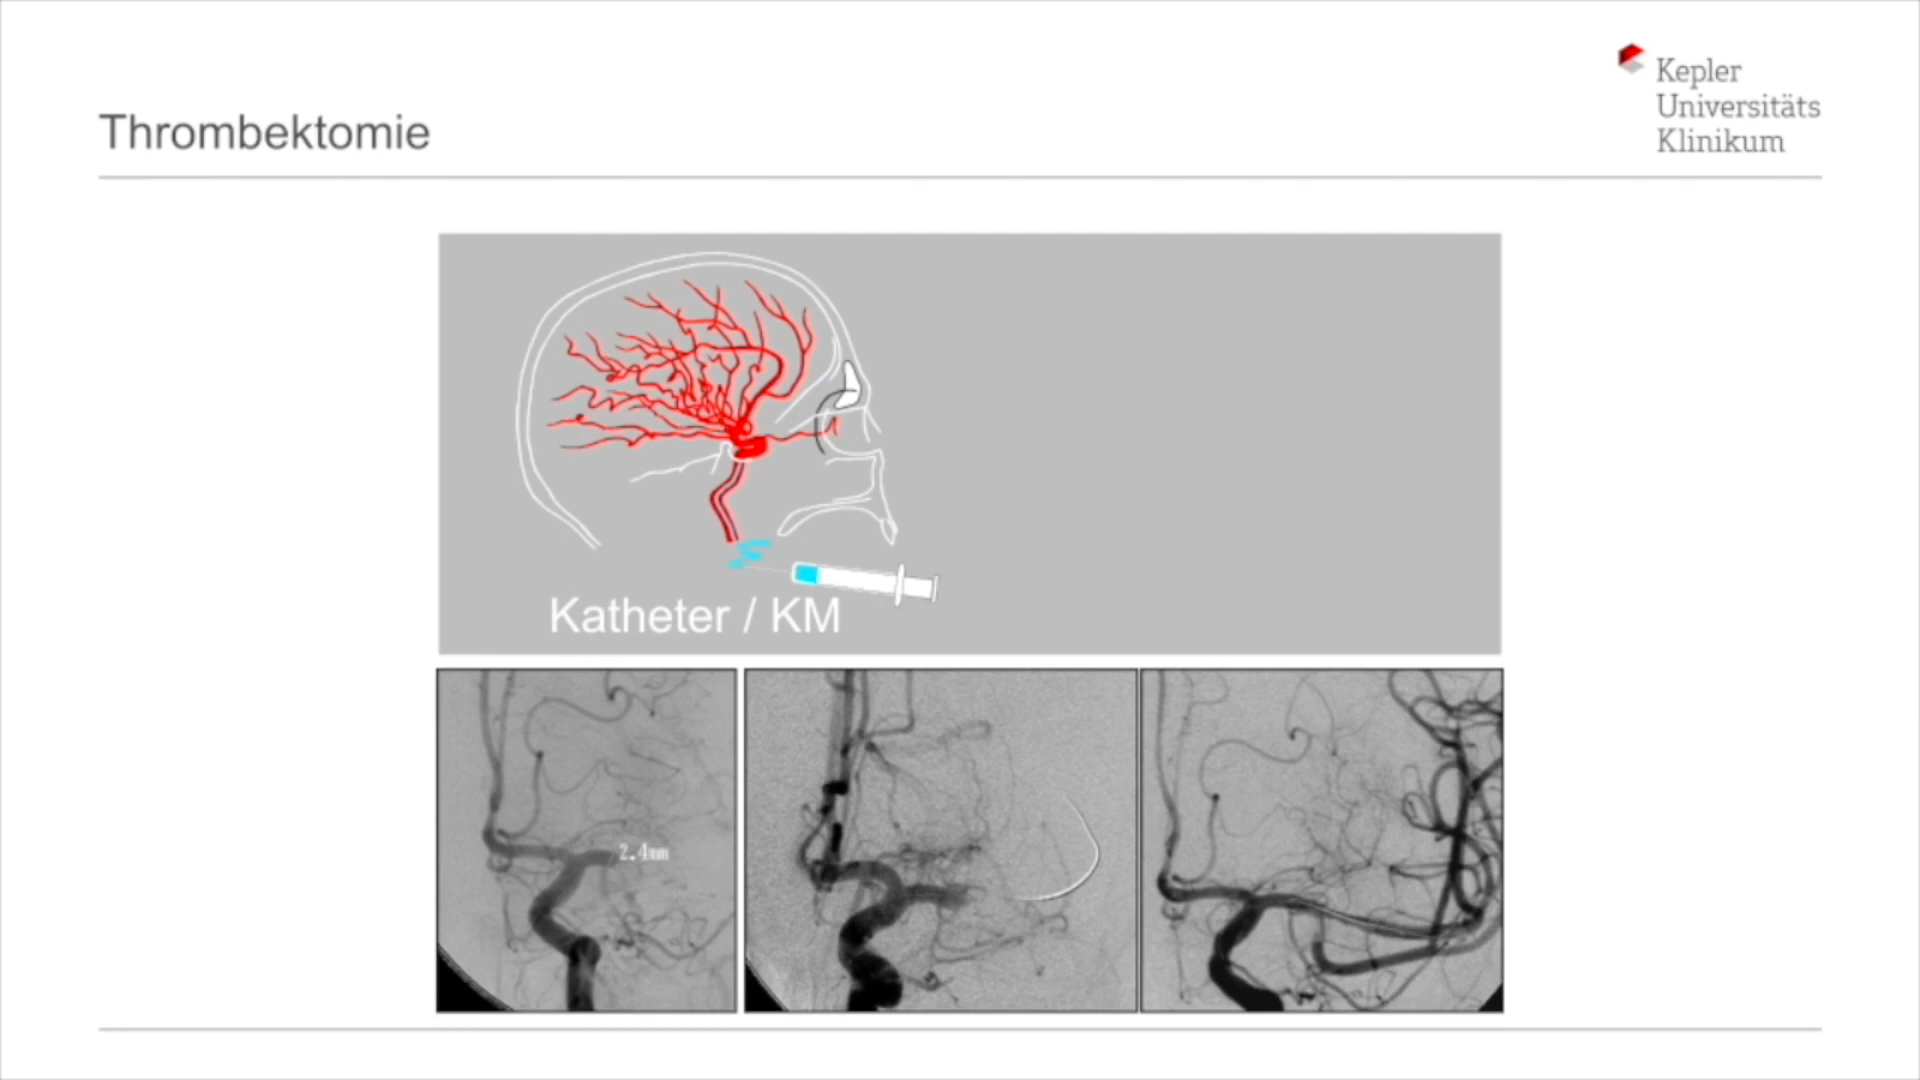 Thrombektomie
Kepler
Universitäts
Klinikum
Katheter / KM
2.4mm